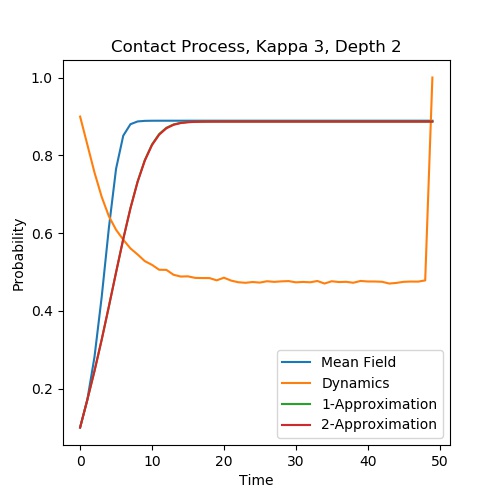 Contact Process, Kappa 3, Depth 2
1.0
0.8
0.6
0.4
0.2
Probability
Mean Field
Dynamics
1-Approximation
2-Approximation
0 10 20 30 40 50
Time